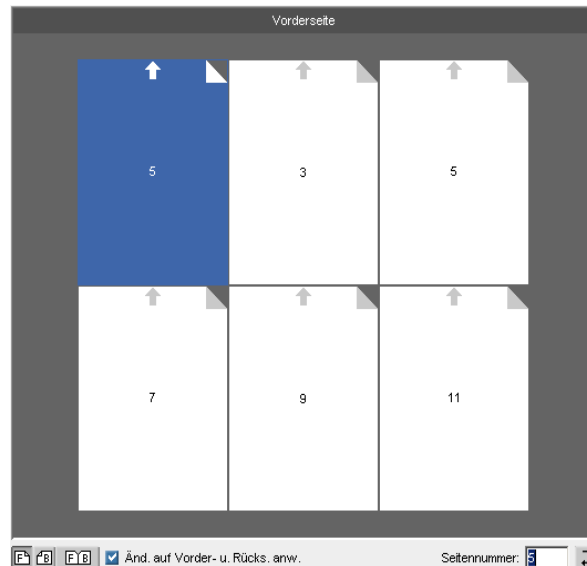 Vorderseite
5 3 5
7 9 11
F B F B Änd. auf Vorder- u. Rücks. anw. Seitennummer: 5